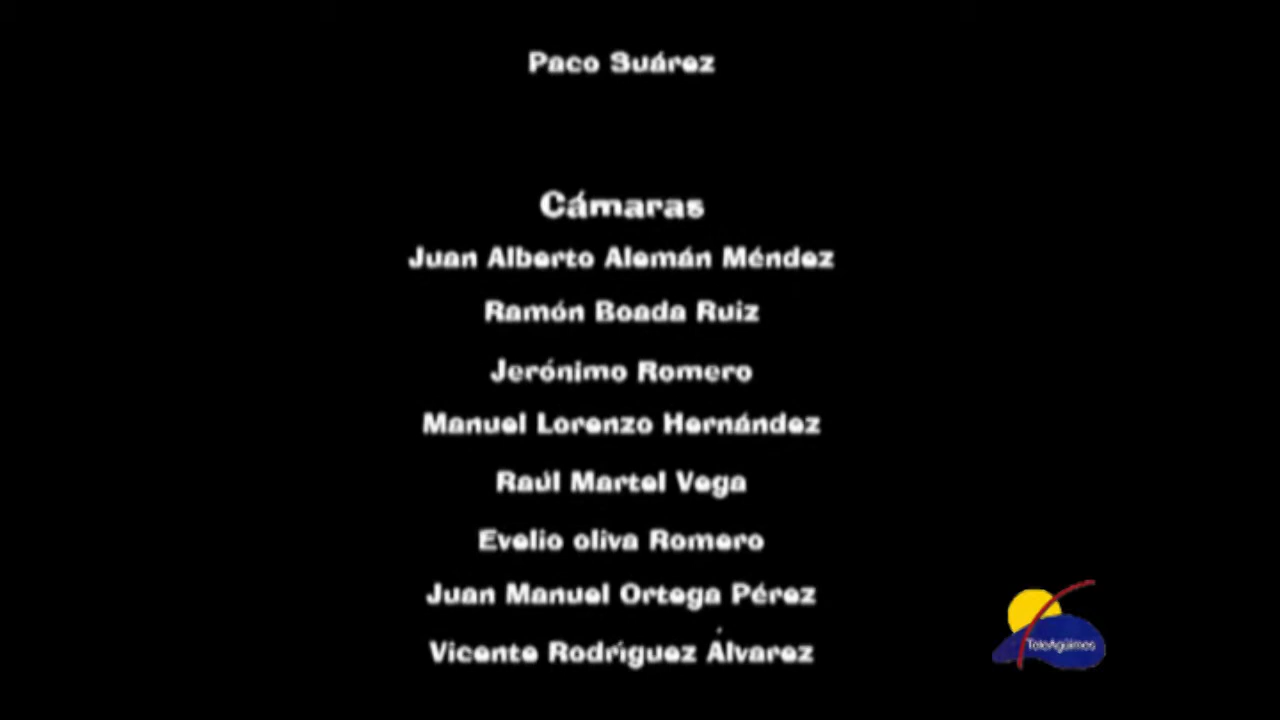 Paco Suárez
Cámaras
Juan Alberto Alemán Méndez
Ramón Boada Ruiz
Jerónimo Romero
Manuel Lorenzo Hernández
Raúl Martel Vega
Evelio oliva Romero
Juan Manuel Ortega Pérez
Vicente Rodríguez Álvarez
TeleAgüimes